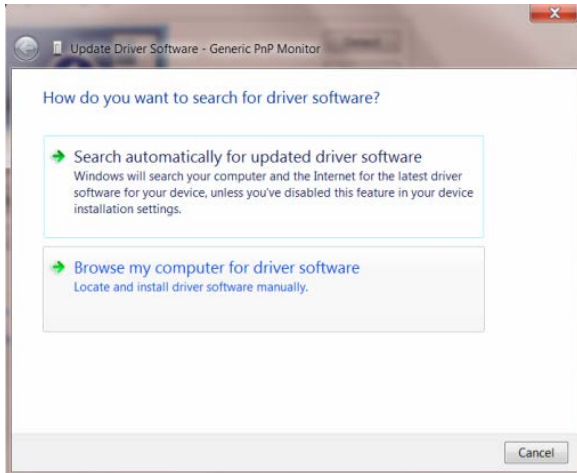 Update Driver Software - Generic PnP Monitor
How do you want to search for driver software?
Search automatically for updated driver software
Windows will search your computer and the Internet for the latest driver
software for your device, unless you've disabled this feature in your device
installation settings.
Browse my computer for driver software
Locate and install driver software manually.
Cancel